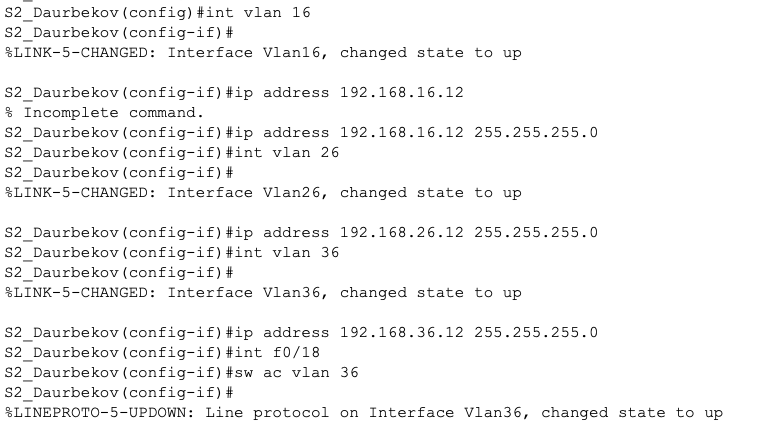 S2_Daurbekov(config)#int vlan 16
S2_Daurbekov(config-if)#
%LINK-5-CHANGED: Interface Vlan16, changed state to up
S2_Daurbekov(config-if)#ip address 192.168.16.12
% Incomplete command.
S2_Daurbekov(config-if)#ip address 192.168.16.12 255.255.255.0
S2_Daurbekov(config-if)#int vlan 26
S2_Daurbekov(config-if)#
%LINK-5-CHANGED: Interface Vlan26, changed state to up
S2_Daurbekov(config-if)#ip address 192.168.26.12 255.255.255.0
S2_Daurbekov(config-if)#int vlan 36
S2_Daurbekov(config-if)#
%LINK-5-CHANGED: Interface Vlan36, changed state to up
S2_Daurbekov(config-if)#ip address 192.168.36.12 255.255.255.0
S2_Daurbekov(config-if)#int f0/18
S2_Daurbekov(config-if)#sw ac vlan 36
S2_Daurbekov(config-if)#
%LINEPROTO-5-UPDOWN: Line protocol on Interface Vlan36, changed state to up